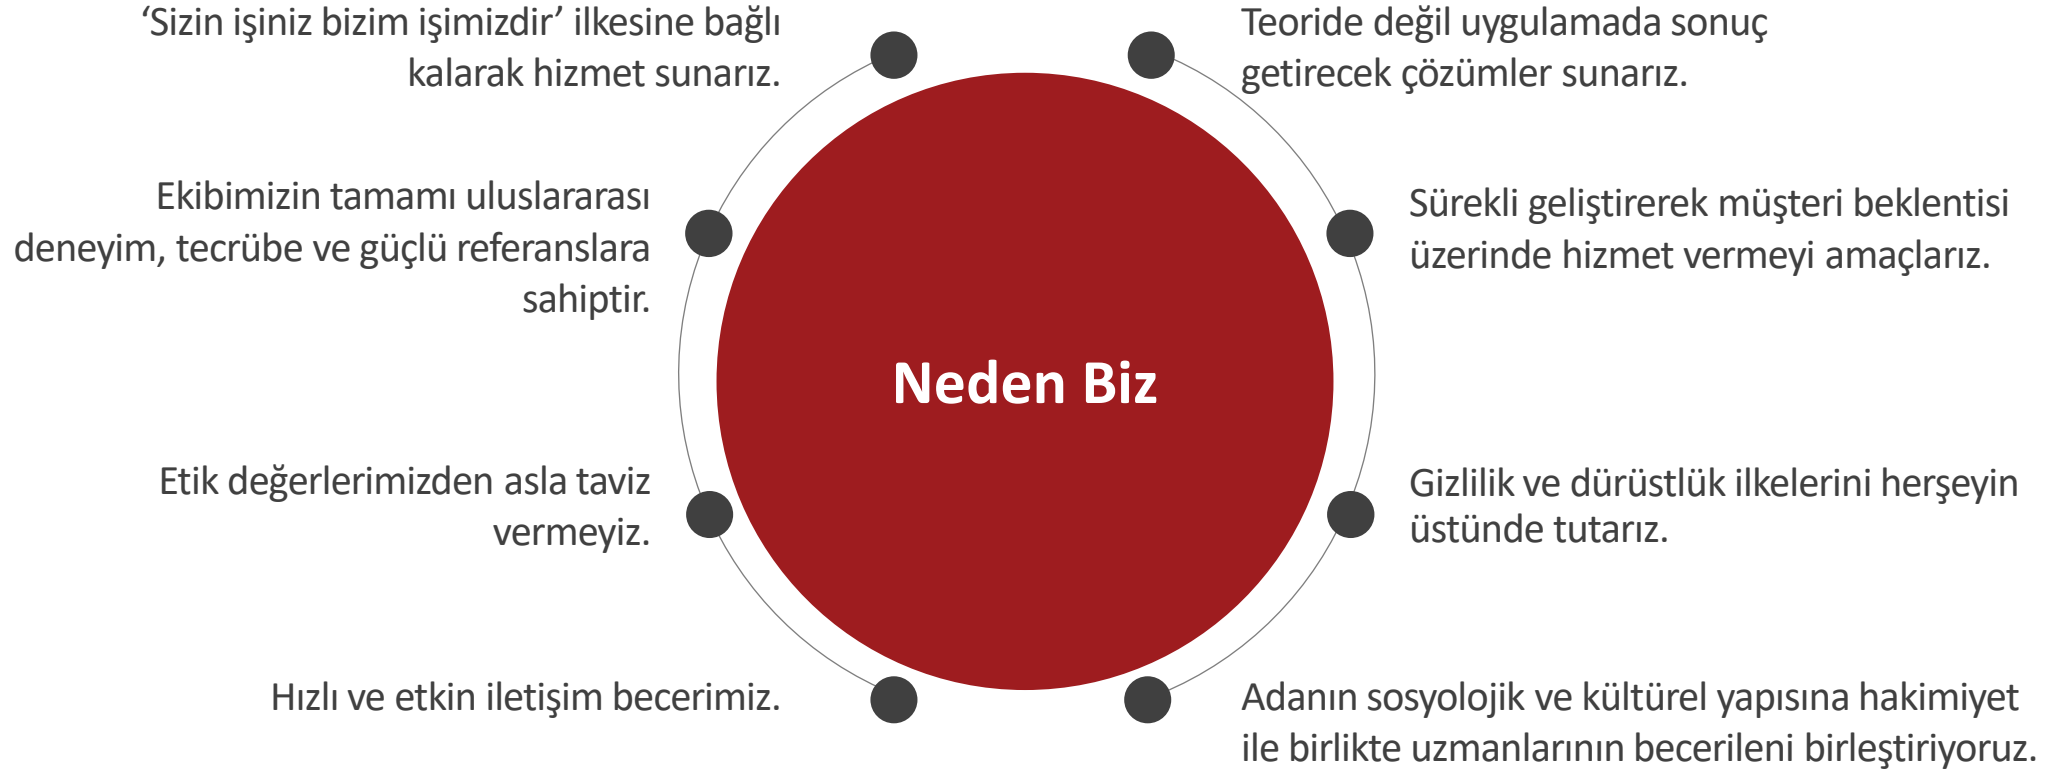 ‘Sizin işiniz bizim işimizdir’ ilkesine bağlı
kalarak hizmet sunarız.
Ekibimizin tamamı uluslararası
deneyim, tecrübe ve güçlü referanslara
sahiptir.
Etik değerlerimizden asla taviz
vermeyiz.
Hızlı ve etkin iletişim becerimiz.
Neden Biz
Teoride değil uygulamada sonuç
getirecek çözümler sunarız.
Sürekli geliştirerek müşteri beklentisi
üzerinde hizmet vermeyi amaçlarız.
Gizlilik ve dürüstlük ilkelerini herşeyin
üstünde tutarız.
Adanın sosyolojik ve kültürel yapısına hakimiyet
ile birlikte uzmanlarının becerileni birleştiriyoruz.